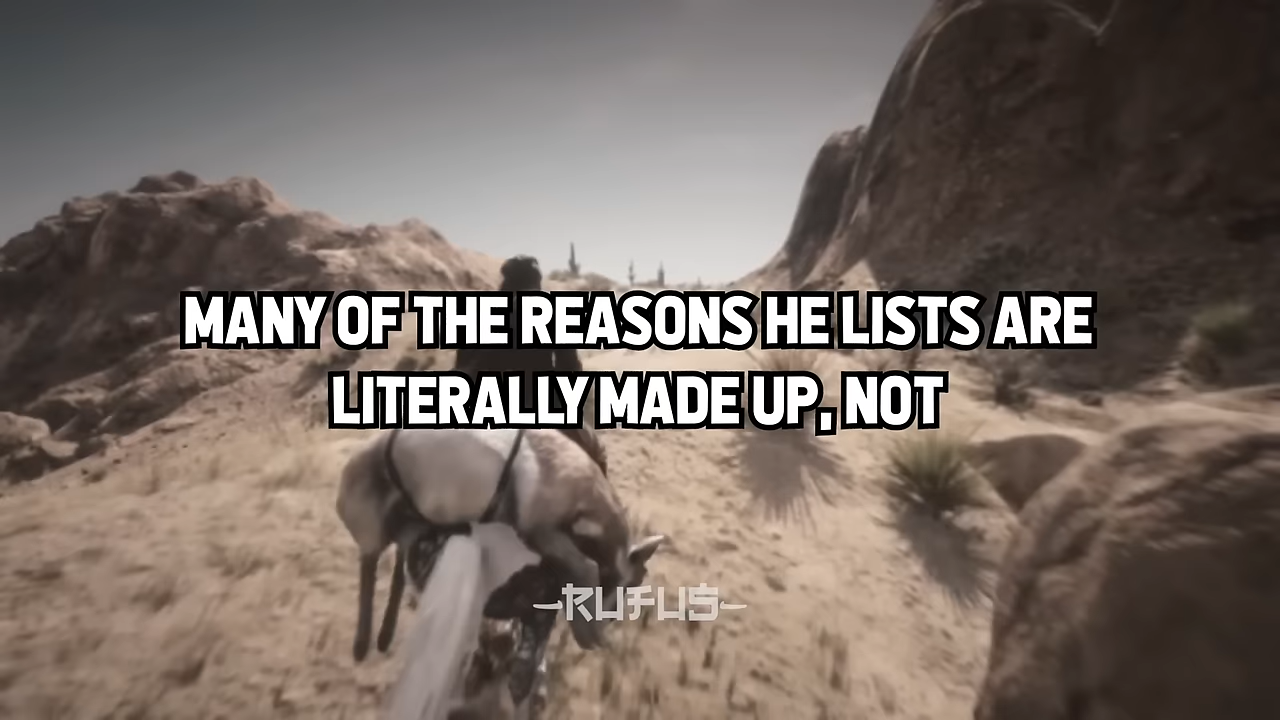 MANY OF THE REASONS HE LISTS ARE
LITERALLY MADE UP, NOT
-RUFUS-